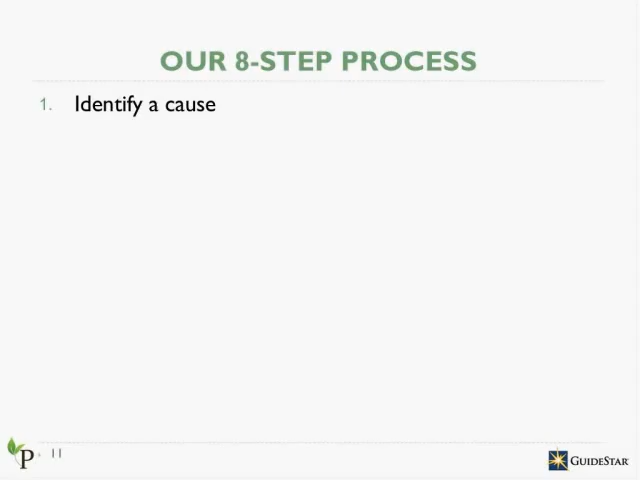 OUR 8-STEP PROCESS
1. Identify a cause
P 11
GUIDESTAR